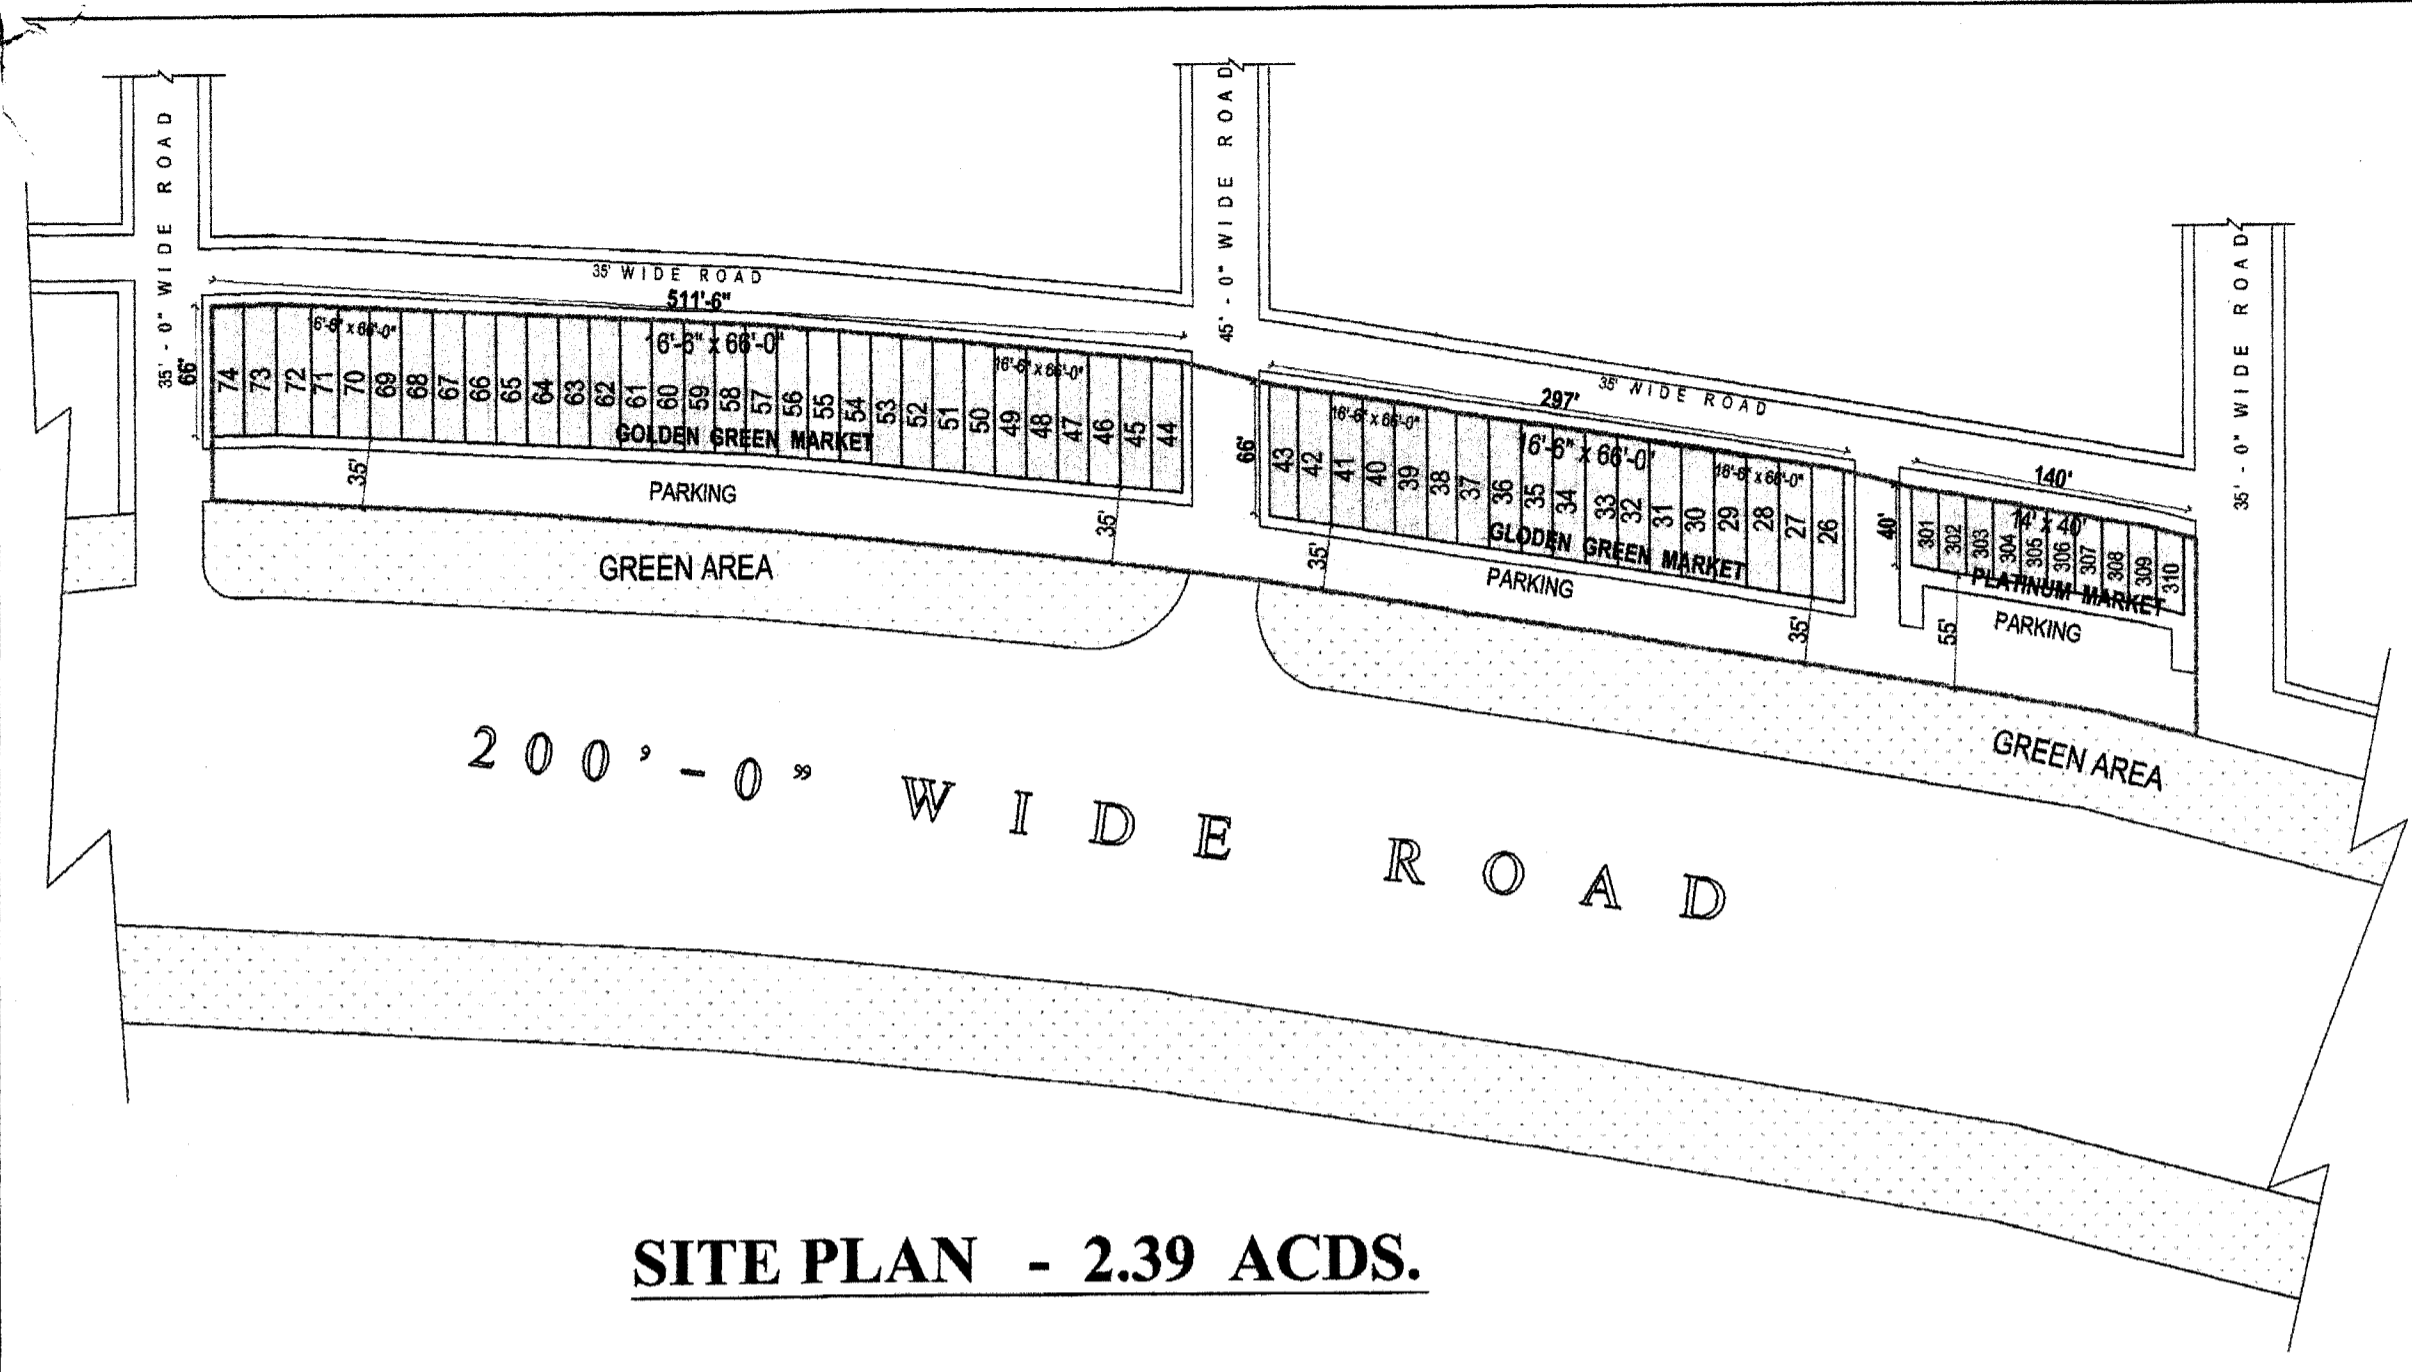 35' - 0" WIDE ROAD
45' - 0" WIDE ROAD
35' - 0" WIDE ROAD
35' WIDE ROAD
511'-6"
66"
6'-6" x 66'-0"
16'-6" x 66'-0"
16'-6" x 66'-0"
74 73 72 71 70 69 68 67 66 65 64 63 62 61 60 59 58 57 56 55 54 53 52 51 50 49 48 47 46 45 44
GOLDEN GREEN MARKET
35'
PARKING
35'
GREEN AREA
35' WIDE ROAD
297'
66'
16'-6" x 66'-0"
16'-6" x 66'-0"
16'-6" x 66'-0"
43 42 41 40 39 38 37 36 35 34 33 32 31 30 29 28 27 26
GLODEN GREEN MARKET
35'
PARKING
35'
140'
40'
14' x 40'
301 302 303 304 305 306 307 308 309 310
PLATINUM MARKET
PARKING
55'
GREEN AREA
200'-0" WIDE ROAD
SITE PLAN - 2.39 ACDS.